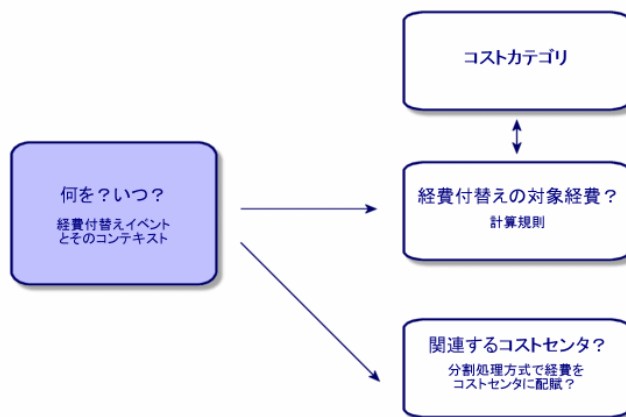 コストカテゴリ
何を？いつ？
経費付替えイベント
とそのコンテキスト
経費付替えの対象経費？
計算規則
関連するコストセンタ？
分割処理方式で経費を
コストセンタに配賦？